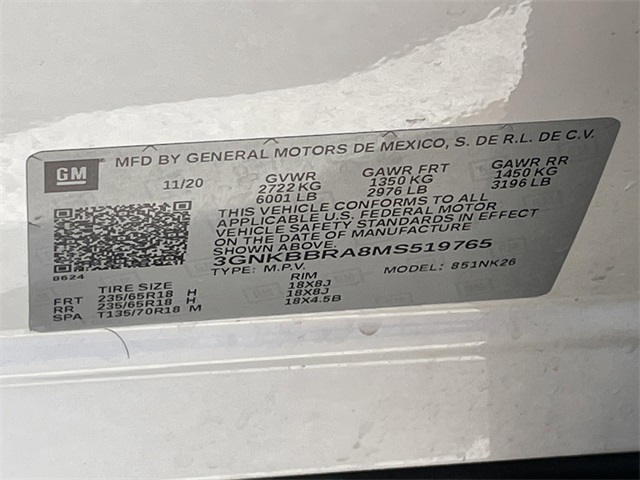 GM
MFD BY GENERAL MOTORS DE MEXICO, S. DE R.L. DE C.V.
11/20 GVWR GAWR FRT GAWR RR
2722 KG 1350 KG 1450 KG
6001 LB 2976 LB 3196 LB
THIS VEHICLE CONFORMS TO ALL
APPLICABLE U.S. FEDERAL MOTOR
VEHICLE SAFETY STANDARDS IN EFFECT
ON THE DATE OF MANUFACTURE
SHOWN ABOVE.
3GNKBBRA8MS519765
8624
TYPE: M.P.V. MODEL: 851NK26
TIRE SIZE RIM
FRT 235/65R18 H 18X8J
RR 235/65R18 H 18X8J
SPA T135/70R18 M 18X4.5B